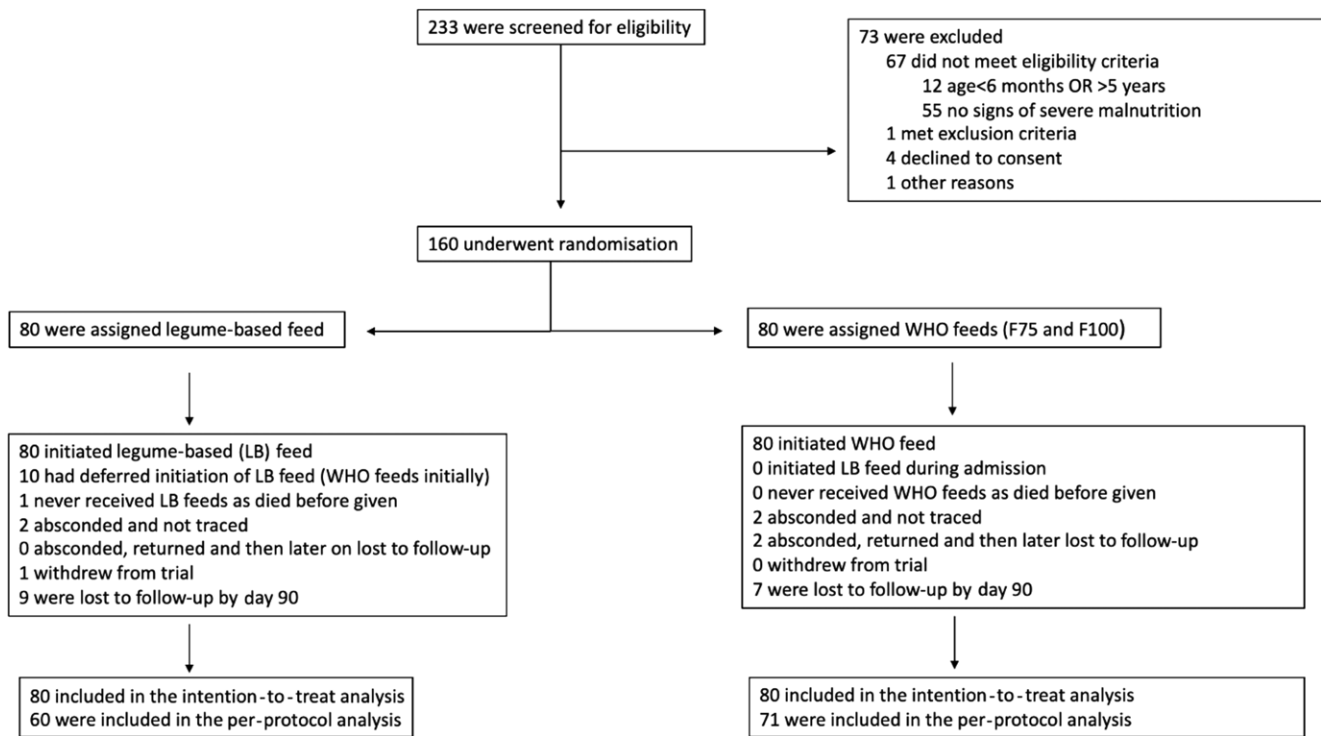 233 were screened for eligibility
73 were excluded
67 did not meet eligibility criteria
12 age<6 months OR >5 years
55 no signs of severe malnutrition
1 met exclusion criteria
4 declined to consent
1 other reasons
160 underwent randomisation
80 were assigned legume-based feed
80 were assigned WHO feeds (F75 and F100)
80 initiated legume-based (LB) feed
10 had deferred initiation of LB feed (WHO feeds initially)
1 never received LB feeds as died before given
2 absconded and not traced
0 absconded, returned and then later on lost to follow-up
1 withdrew from trial
9 were lost to follow-up by day 90
80 initiated WHO feed
0 initiated LB feed during admission
0 never received WHO feeds as died before given
2 absconded and not traced
2 absconded, returned and then later lost to follow-up
0 withdrew from trial
7 were lost to follow-up by day 90
80 included in the intention-to-treat analysis
60 were included in the per-protocol analysis
80 included in the intention-to-treat analysis
71 were included in the per-protocol analysis